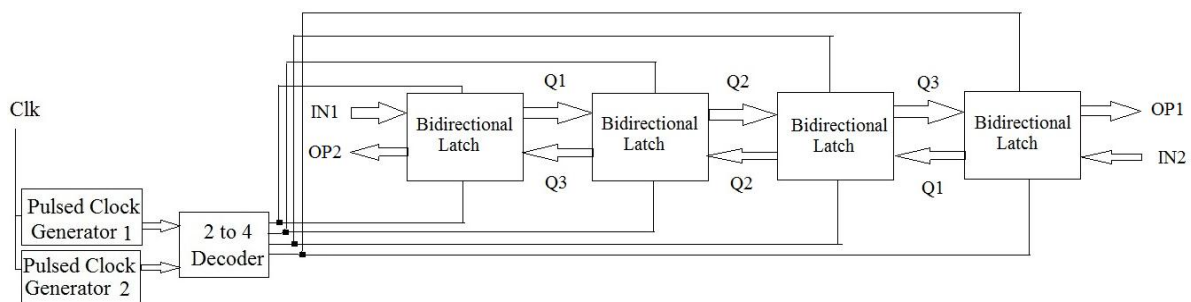 Clk
Pulsed Clock
Generator 1
Pulsed Clock
Generator 2
2 to 4
Decoder
IN1
OP2
Bidirectional
Latch
Q1
Q3
Bidirectional
Latch
Q2
Q2
Bidirectional
Latch
Q3
Q1
Bidirectional
Latch
OP1
IN2